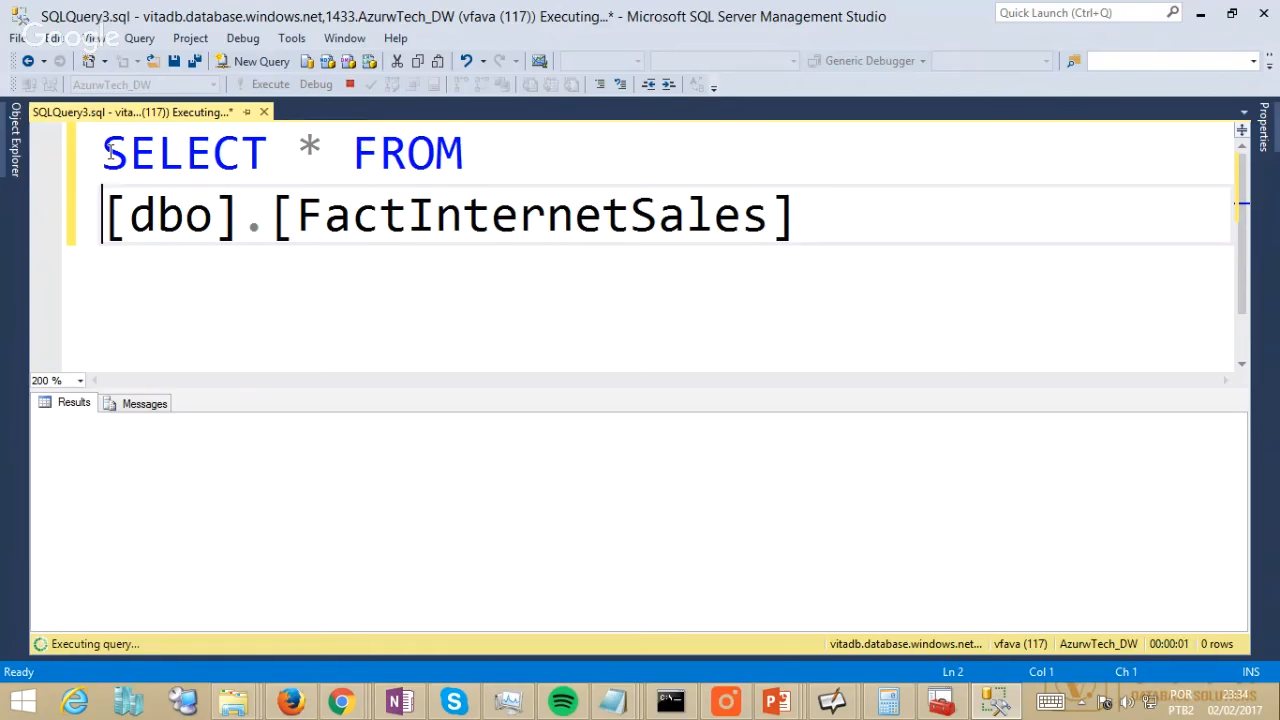 SQLQuery3.sql - vitadb.database.windows.net,1433.AzurwTech_DW (vfava (117)) Executing...* - Microsoft SQL Server Management Studio
Quick Launch (Ctrl+Q)
Google
File Edit View Query Project Debug Tools Window Help
New Query
Generic Debugger
AzurwTech_DW
Execute Debug
SQLQuery3.sql - vita...(117)) Executing...*
Object Explorer
Properties
SELECT * FROM
[dbo].[FactInternetSales]
200 %
Results Messages
Executing query...
vitadb.database.windows.net... vfava (117) AzurwTech_DW 00:00:01 0 rows
Ready
Ln 2 Col 1 Ch 1 INS
POR 23:34
PTB2 02/02/2017